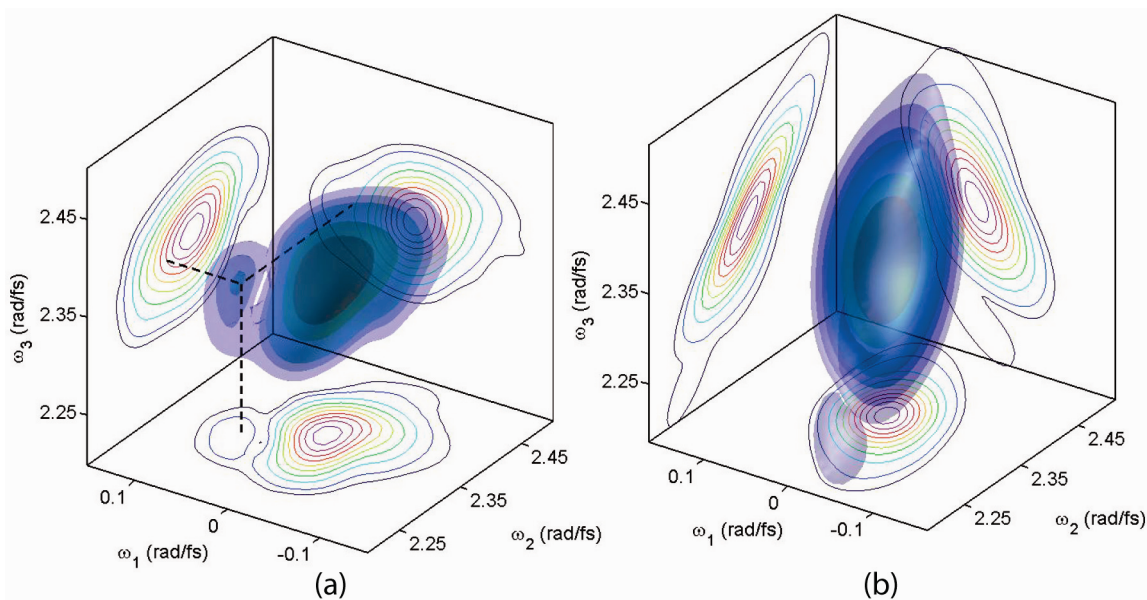 2.45
2.35
2.25
ω3 (rad/fs)
0.1
0
-0.1
ω1 (rad/fs)
2.25
2.35
2.45
ω2 (rad/fs)
(a)
2.45
2.35
2.25
ω3 (rad/fs)
0.1
0
-0.1
ω1 (rad/fs)
2.25
2.35
2.45
ω2 (rad/fs)
(b)